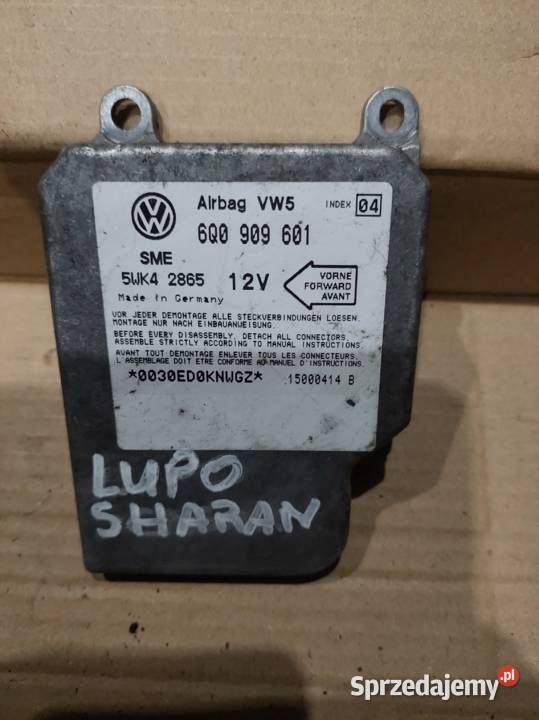 Airbag VW5 INDEX 04
6Q0 909 601
SME
5WK4 2865 12V
VORNE
FORWARD
AVANT
Made in Germany
VOR JEDER DEMONTAGE ALLE STECKVERBINDUNGEN LOESEN.
MONTAGE NUR NACH EINBAUANWEISUNG.
BEFORE EVERY DISASSEMBLY, DETACH ALL CONNECTORS.
ASSEMBLE STRICTLY ACCORDING TO MANUAL INSTRUCTIONS.
AVANT TOUT DEMONTAGE ENLEVER TOUS LES CONNECTEURS.
L'ASSEMBLAGE DOIT ETRE CONFORME AU MANUEL D'INSTRUCTIONS.
*0030ED0KNWGZ* 15000414 B
LUPO
SHARAN
Sprzedajemy.pl